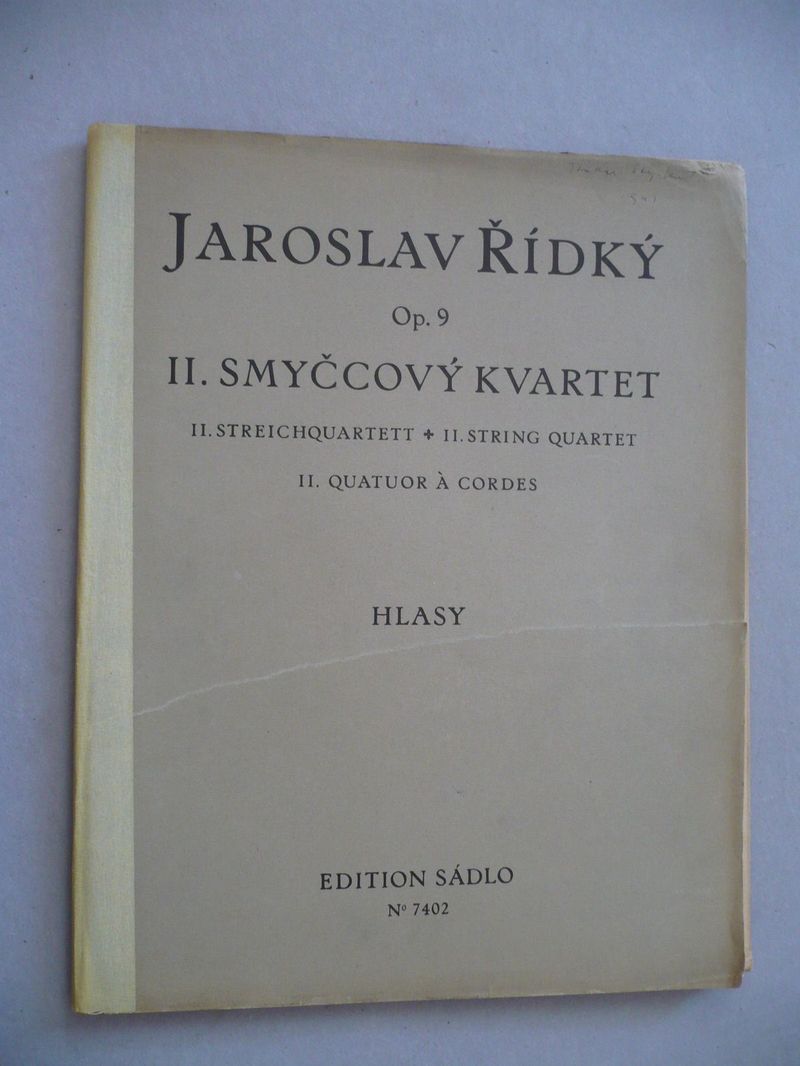 JAROSLAV ŘÍDKÝ
Op. 9
II. SMYČCOVÝ KVARTET
II. STREICHQUARTETT ✦ II. STRING QUARTET
II. QUATUOR À CORDES
HLASY
EDITION SÁDLO
Nº 7402